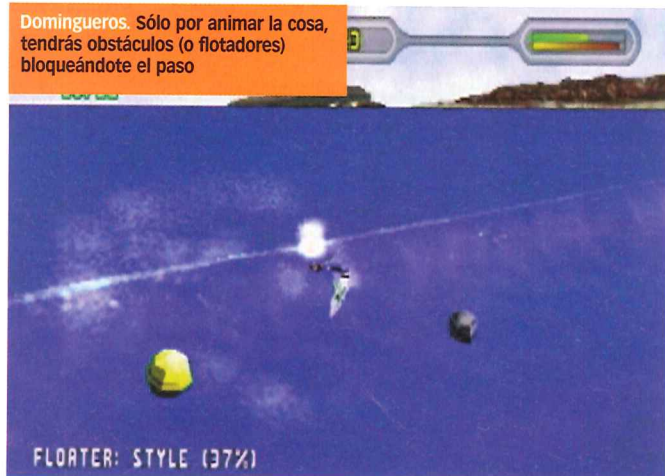 Domingueros. Sólo por animar la cosa,
tendrás obstáculos (o flotadores)
bloqueándote el paso
FLOATER: STYLE (37%)